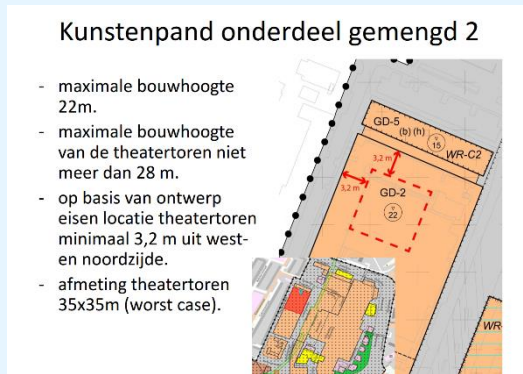 Kunstenpand onderdeel gemengd 2
- maximale bouwhoogte
22m.
- maximale bouwhoogte
van de theatertoren niet
meer dan 28 m.
- op basis van ontwerp
eisen locatie theatertoren
minimaal 3,2 m uit west-
en noordzijde.
- afmeting theatertoren
35x35m (worst case).
GD-5
(b) (h)
15
WR-C2
3,2 m
3,2 m
GD-2
22
WR-